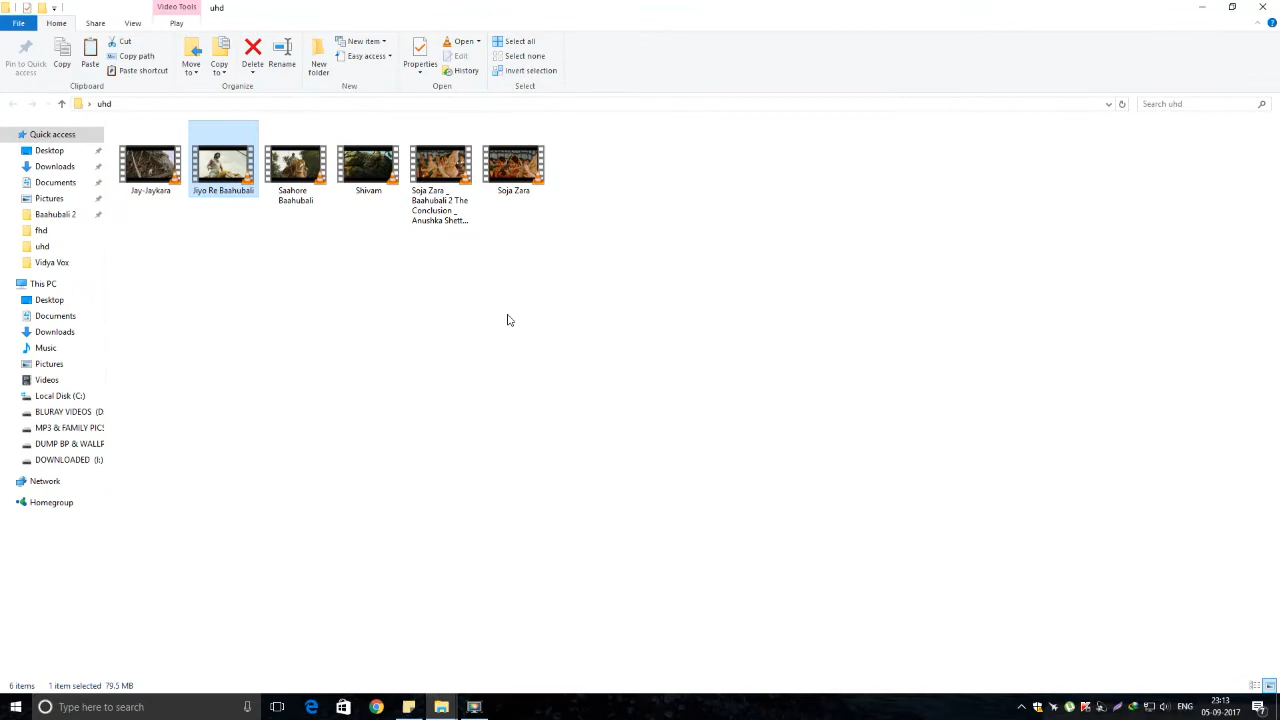 Video Tools
uhd
File
Home
Share
View
Play
Pin to Quick
access
Copy
Paste
Cut
Copy path
Paste shortcut
Clipboard
Move
to
Copy
to
Delete
Rename
Organize
New
folder
New item
Easy access
New
Properties
Open
Edit
History
Open
Select all
Select none
Invert selection
Select
uhd
Search uhd
Quick access
Desktop
Downloads
Documents
Pictures
Baahubali 2
fhd
uhd
Vidya Vox
This PC
Desktop
Documents
Downloads
Music
Pictures
Videos
Local Disk (C:)
BLURAY VIDEOS (D:
MP3 & FAMILY PICS
DUMP BP & WALLP
DOWNLOADED (I:)
Network
Homegroup
Jay-Jaykara
Jiyo Re Baahubali
Saahore
Baahubali
Shivam
Soja Zara _
Baahubali 2 The
Conclusion _
Anushka Shett...
Soja Zara
6 items
1 item selected 79.5 MB
Type here to search
ENG
23:13
05-09-2017